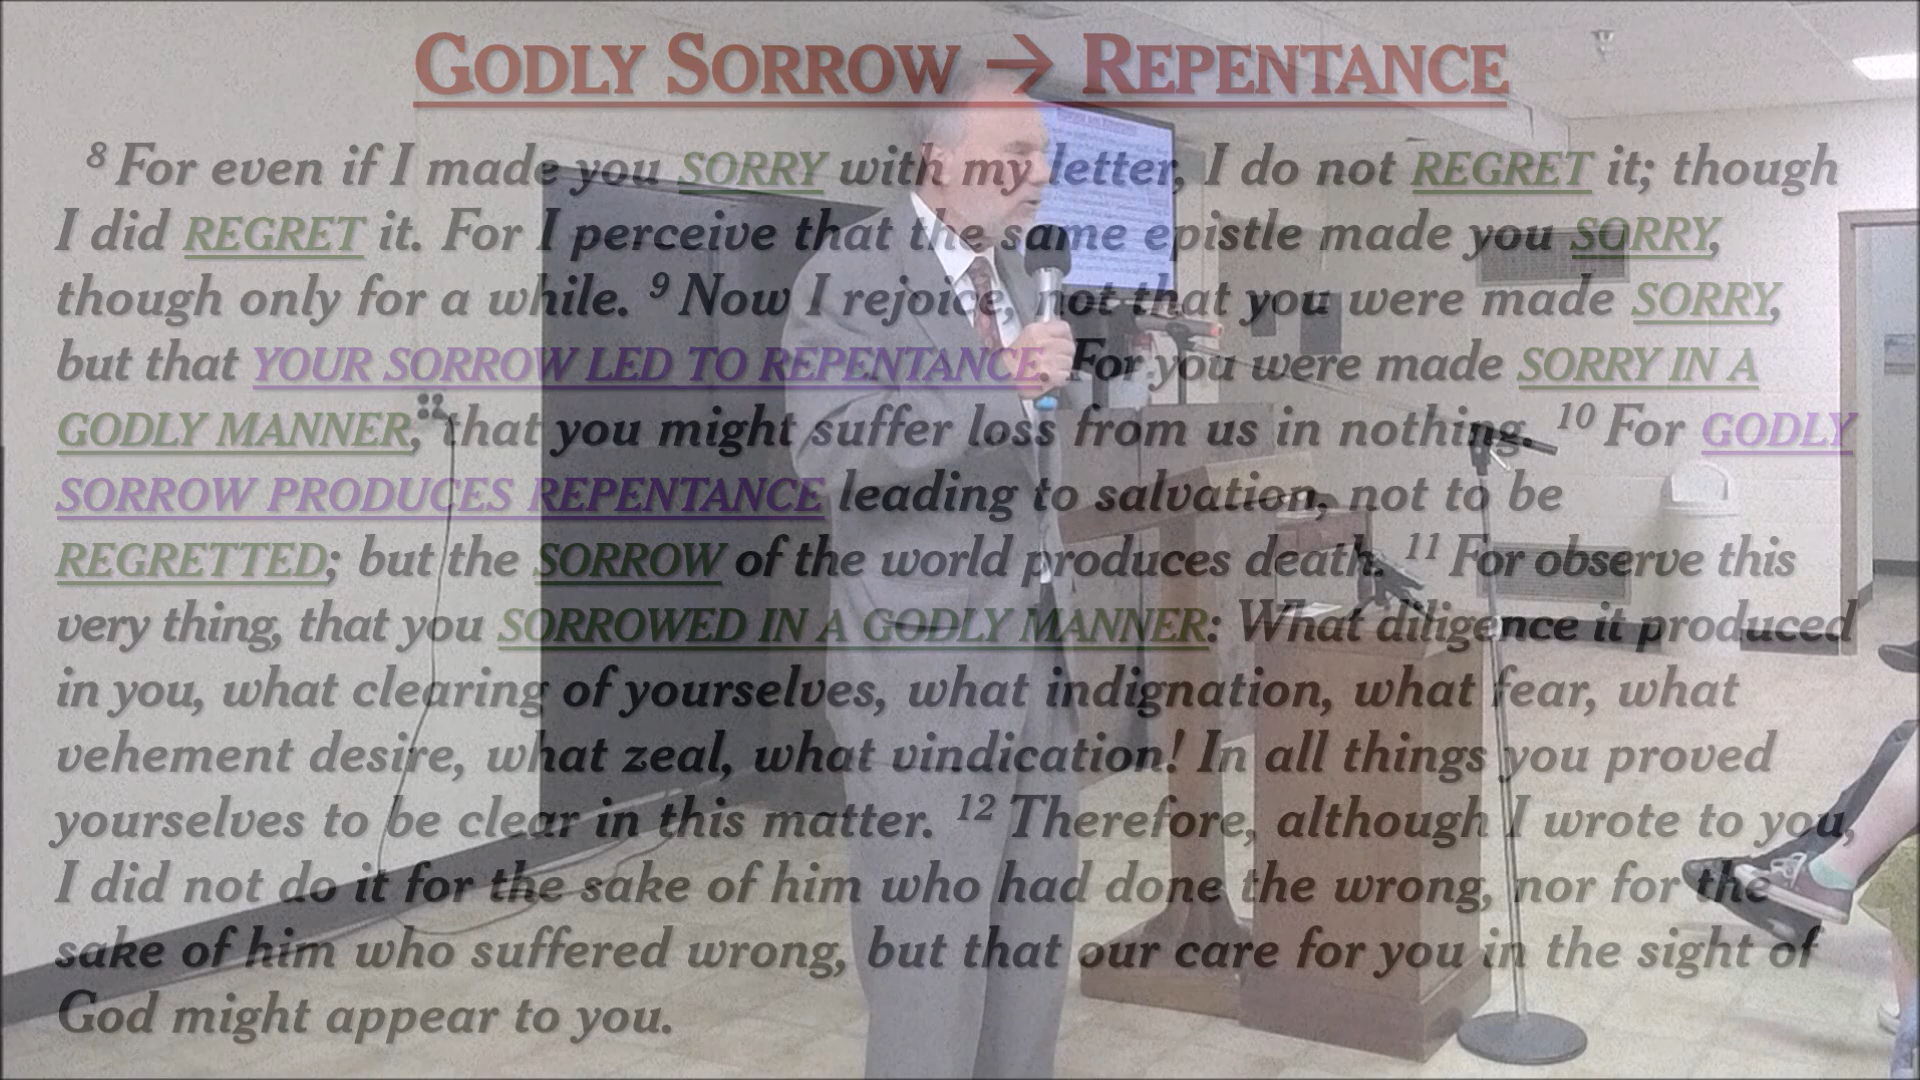 GODLY SORROW → REPENTANCE
8 For even if I made you SORRY with my letter, I do not REGRET it; though
I did REGRET it. For I perceive that the same epistle made you SORRY,
though only for a while. 9 Now I rejoice, not that you were made SORRY,
but that YOUR SORROW LED TO REPENTANCE. For you were made SORRY IN A
GODLY MANNER, that you might suffer loss from us in nothing. 10 For GODLY
SORROW PRODUCES REPENTANCE leading to salvation, not to be
REGRETTED; but the SORROW of the world produces death. 11 For observe this
very thing, that you SORROWED IN A GODLY MANNER: What diligence it produced
in you, what clearing of yourselves, what indignation, what fear, what
vehement desire, what zeal, what vindication! In all things you proved
yourselves to be clear in this matter. 12 Therefore, although I wrote to you,
I did not do it for the sake of him who had done the wrong, nor for the
sake of him who suffered wrong, but that our care for you in the sight of
God might appear to you.